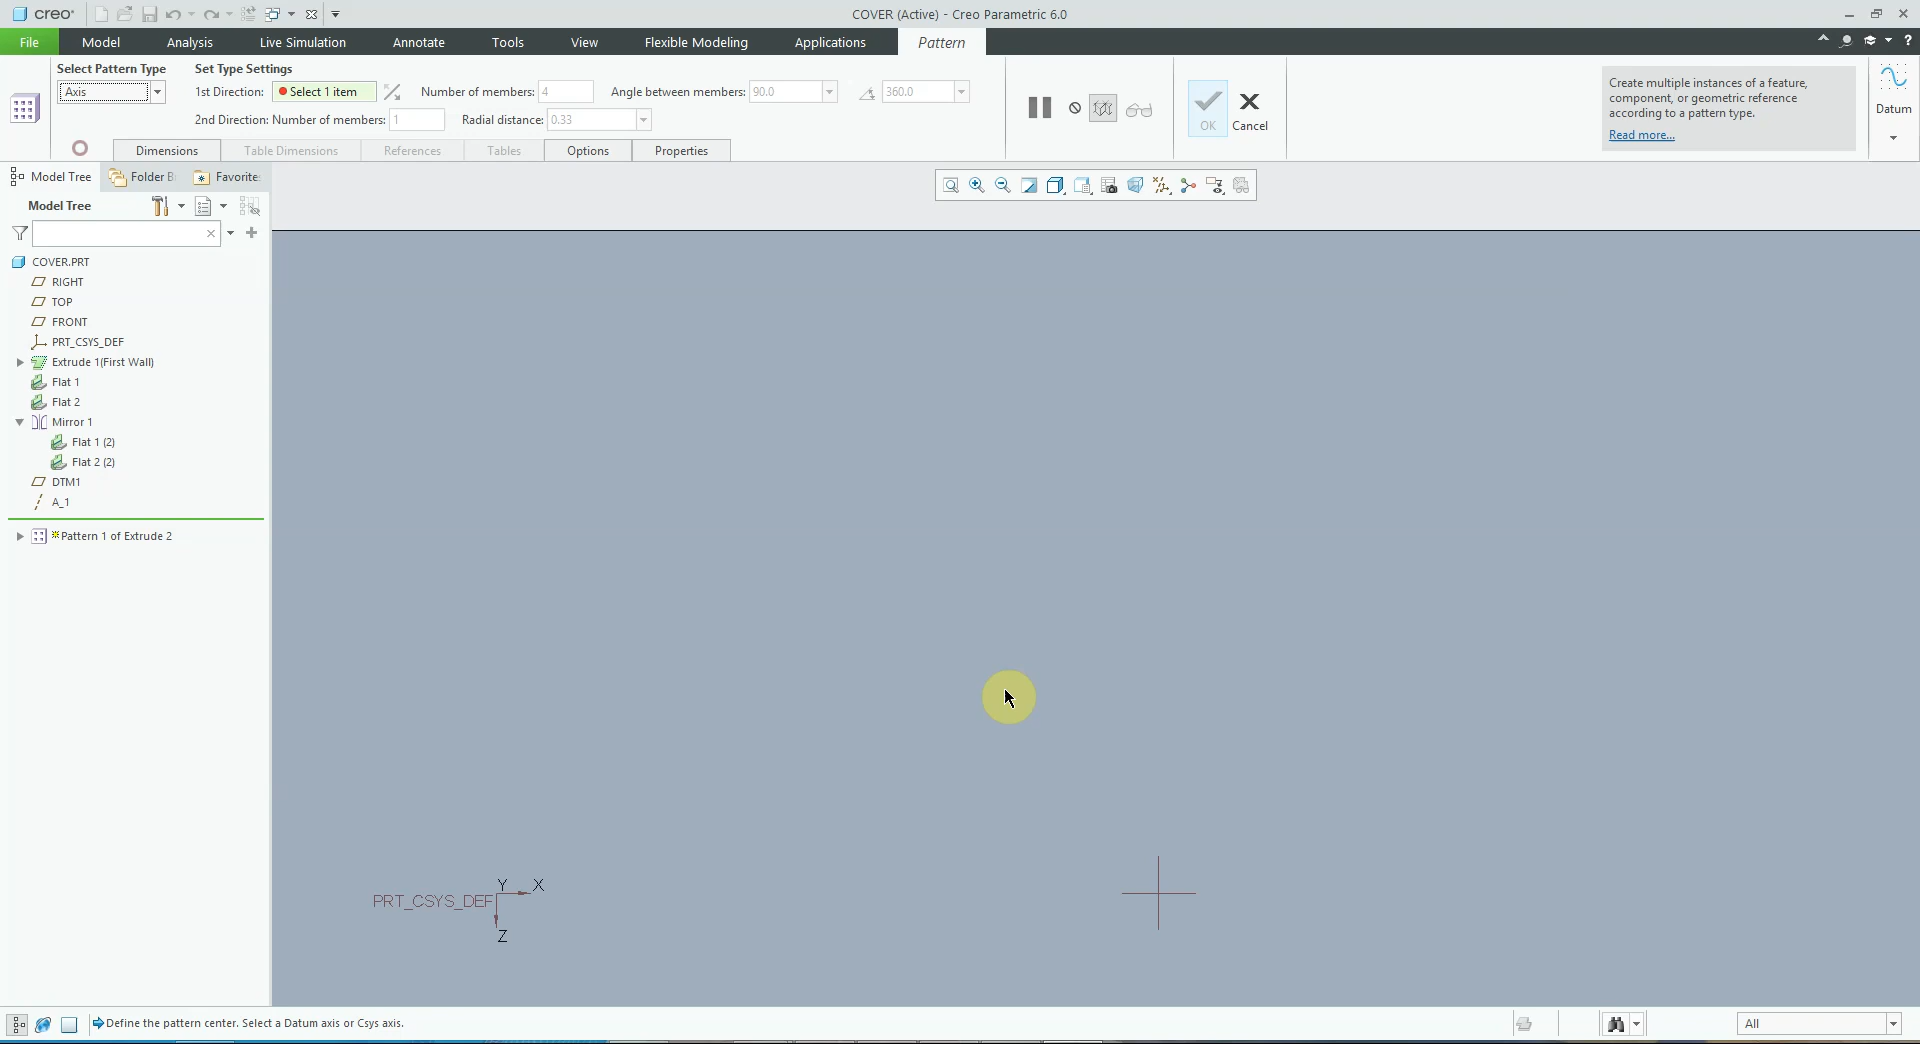 creo
COVER (Active) - Creo Parametric 6.0
File Model Analysis Live Simulation Annotate Tools View Flexible Modeling Applications Pattern
Select Pattern Type
Axis
Set Type Settings
1st Direction: Select 1 item Number of members: 4 Angle between members: 90.0 360.0
2nd Direction: Number of members: 1 Radial distance: 0.33
Dimensions Table Dimensions References Tables Options Properties
OK
Cancel
Create multiple instances of a feature,
component, or geometric reference
according to a pattern type.
Read more...
Datum
Model Tree Folder B Favorite
Model Tree
COVER.PRT
RIGHT
TOP
FRONT
PRT_CSYS_DEF
Extrude 1(First Wall)
Flat 1
Flat 2
Mirror 1
Flat 1 (2)
Flat 2 (2)
DTM1
A_1
Pattern 1 of Extrude 2
Y X
PRT_CSYS_DEF
Z
Define the pattern center. Select a Datum axis or Csys axis.
All